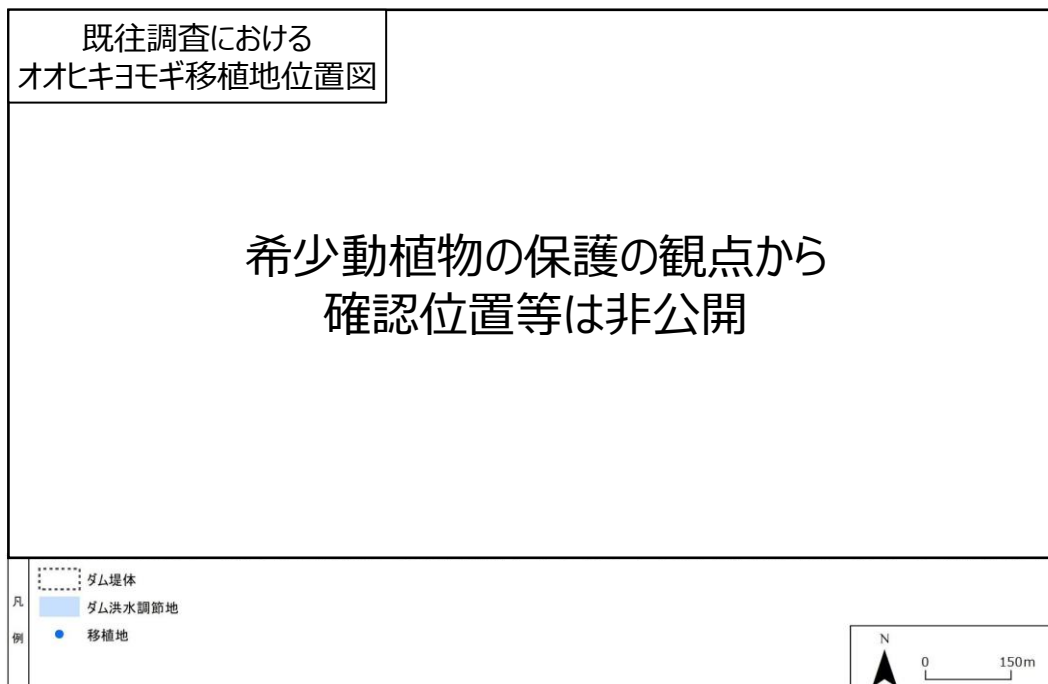 既往調査における
オオヒキヨモギ移植地位置図
希少動植物の保護の観点から
確認位置等は非公開
凡例
ダム堤体
ダム洪水調節地
移植地
N
0 150m